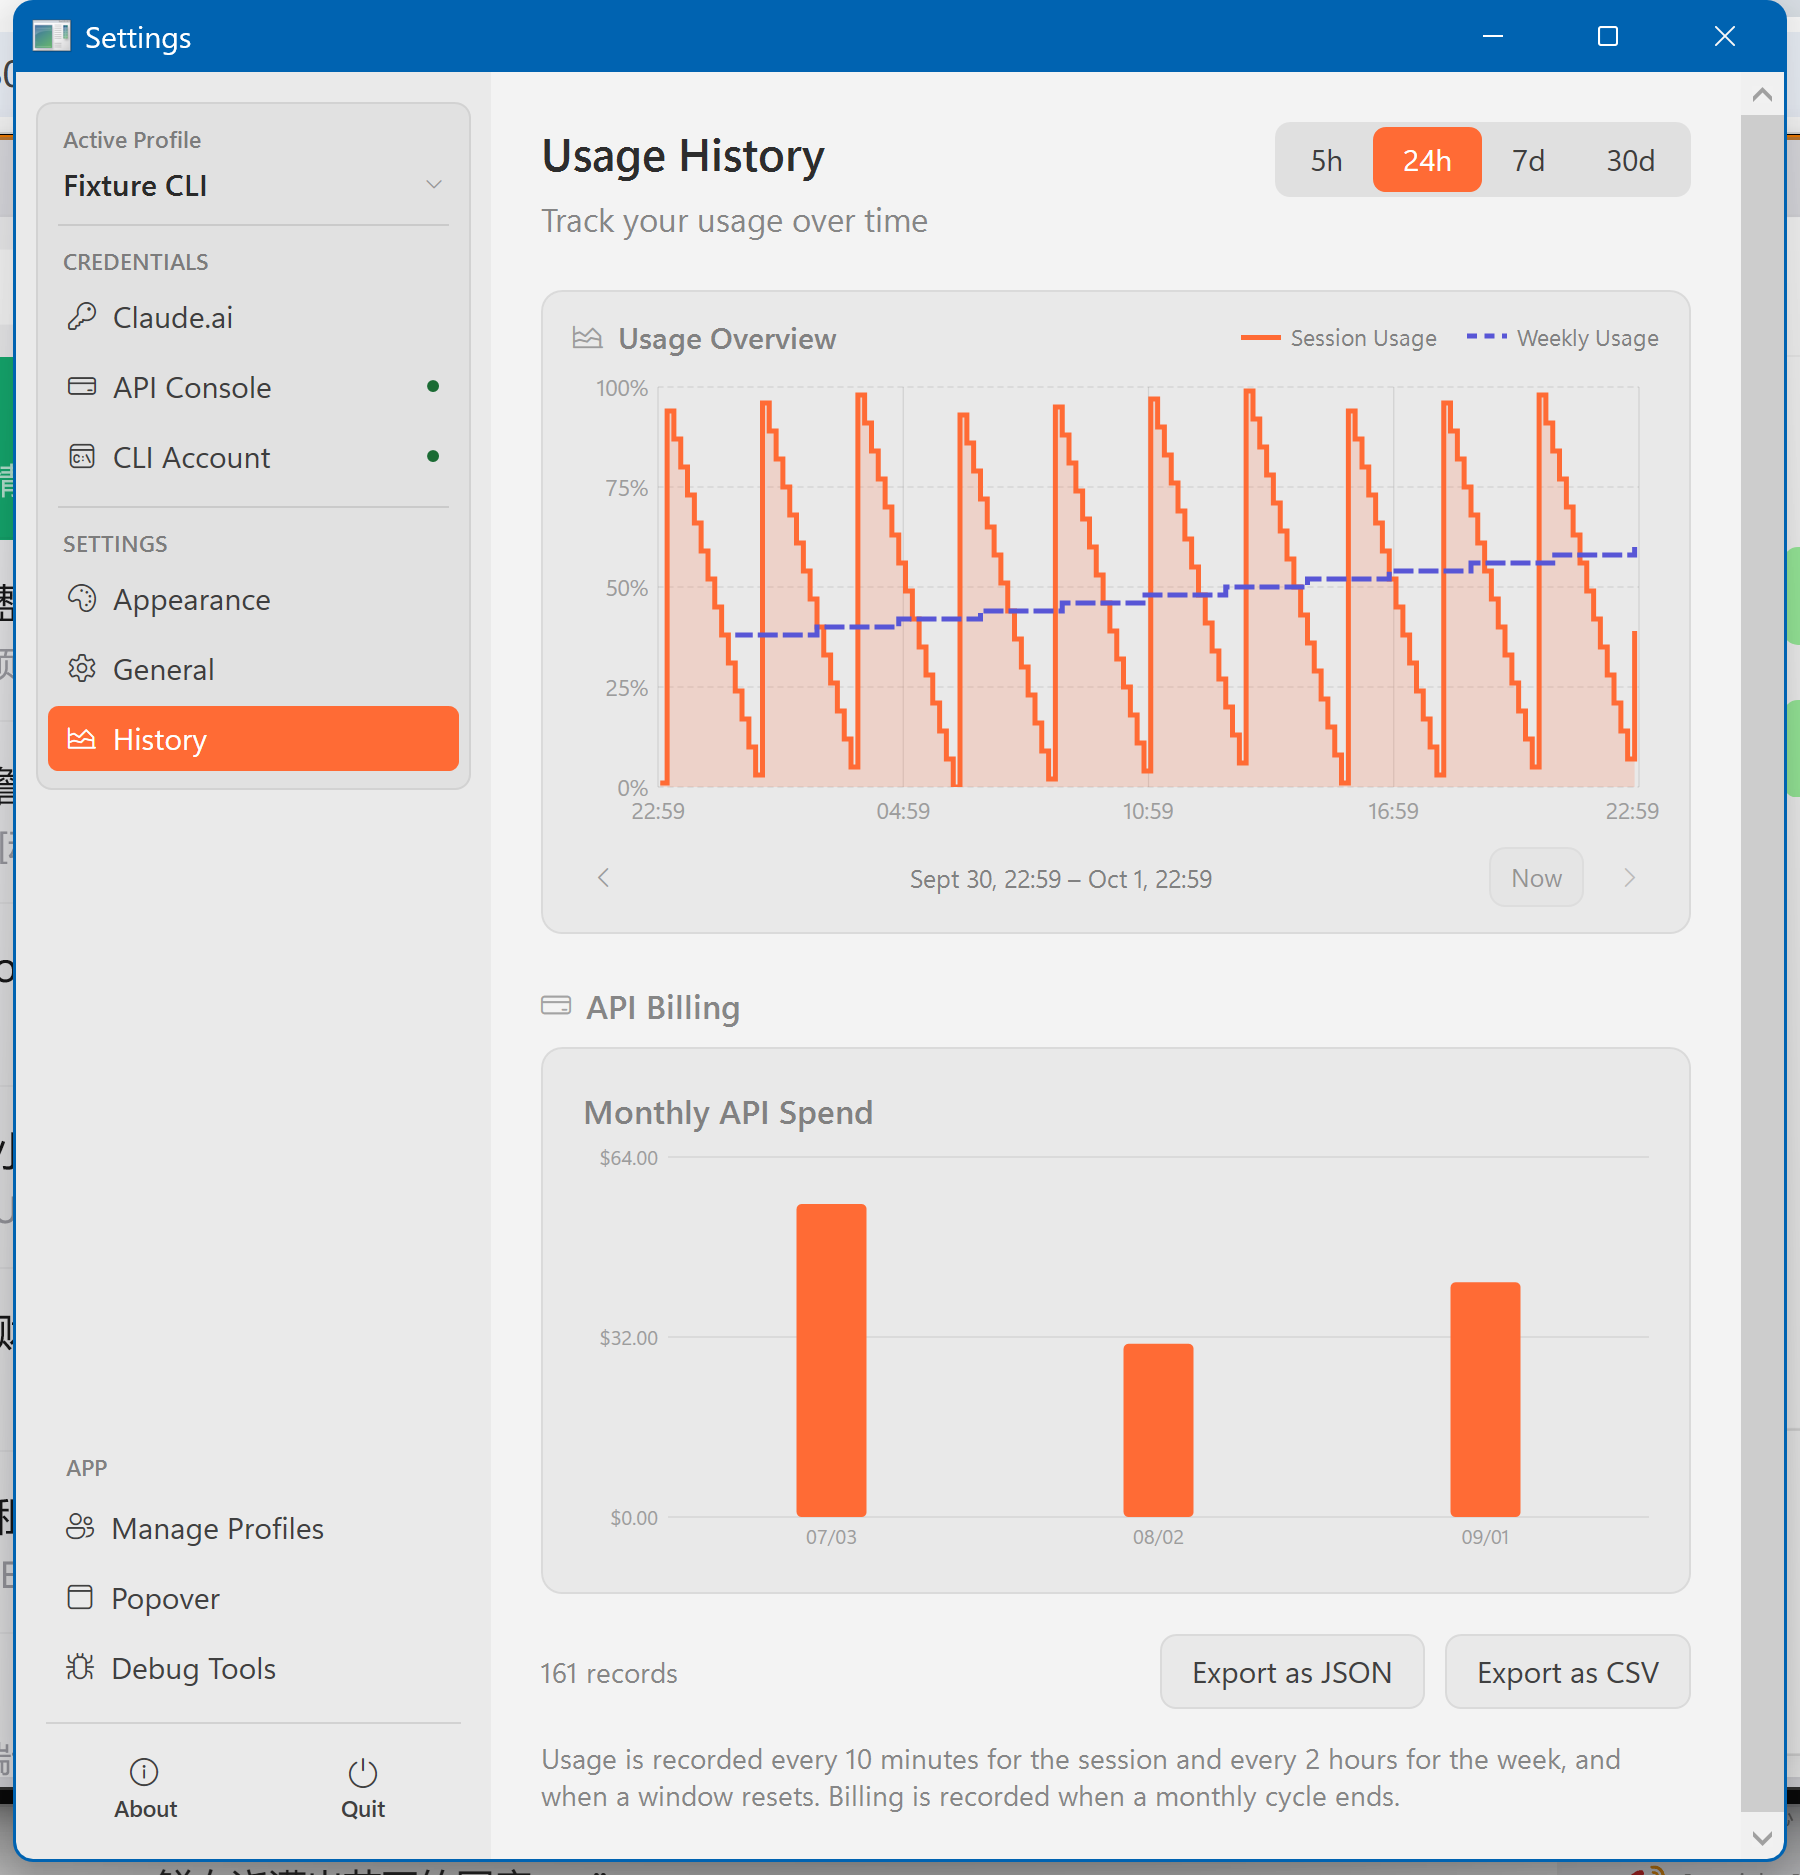 Settings
Active Profile
Fixture CLI
CREDENTIALS
Claude.ai
API Console
CLI Account
SETTINGS
Appearance
General
History
APP
Manage Profiles
Popover
Debug Tools
About
Quit
Usage History
Track your usage over time
5h 24h 7d 30d
Usage Overview
Session Usage Weekly Usage
100%
75%
50%
25%
0%
22:59 04:59 10:59 16:59 22:59
Sept 30, 22:59 – Oct 1, 22:59
Now
API Billing
Monthly API Spend
$64.00
$32.00
$0.00
07/03 08/02 09/01
161 records
Export as JSON
Export as CSV
Usage is recorded every 10 minutes for the session and every 2 hours for the week, and
when a window resets. Billing is recorded when a monthly cycle ends.